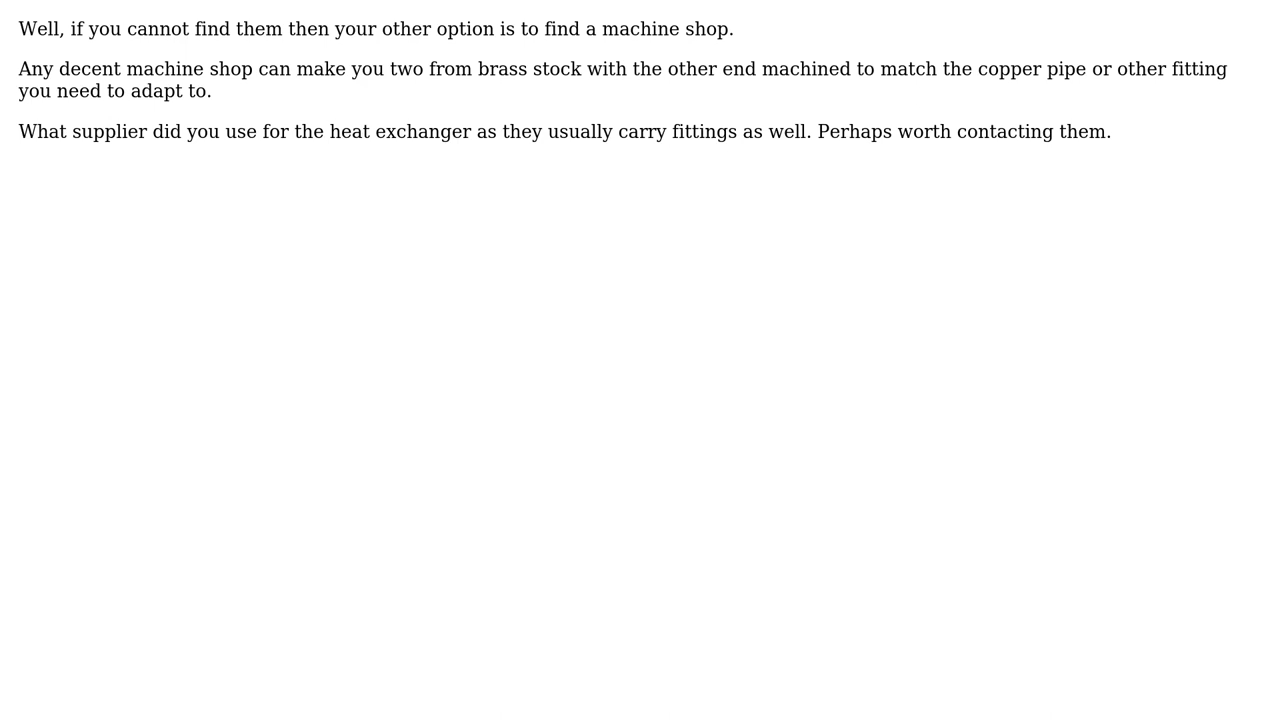 Well, if you cannot find them then your other option is to find a machine shop.
Any decent machine shop can make you two from brass stock with the other end machined to match the copper pipe or other fitting
you need to adapt to.
What supplier did you use for the heat exchanger as they usually carry fittings as well. Perhaps worth contacting them.